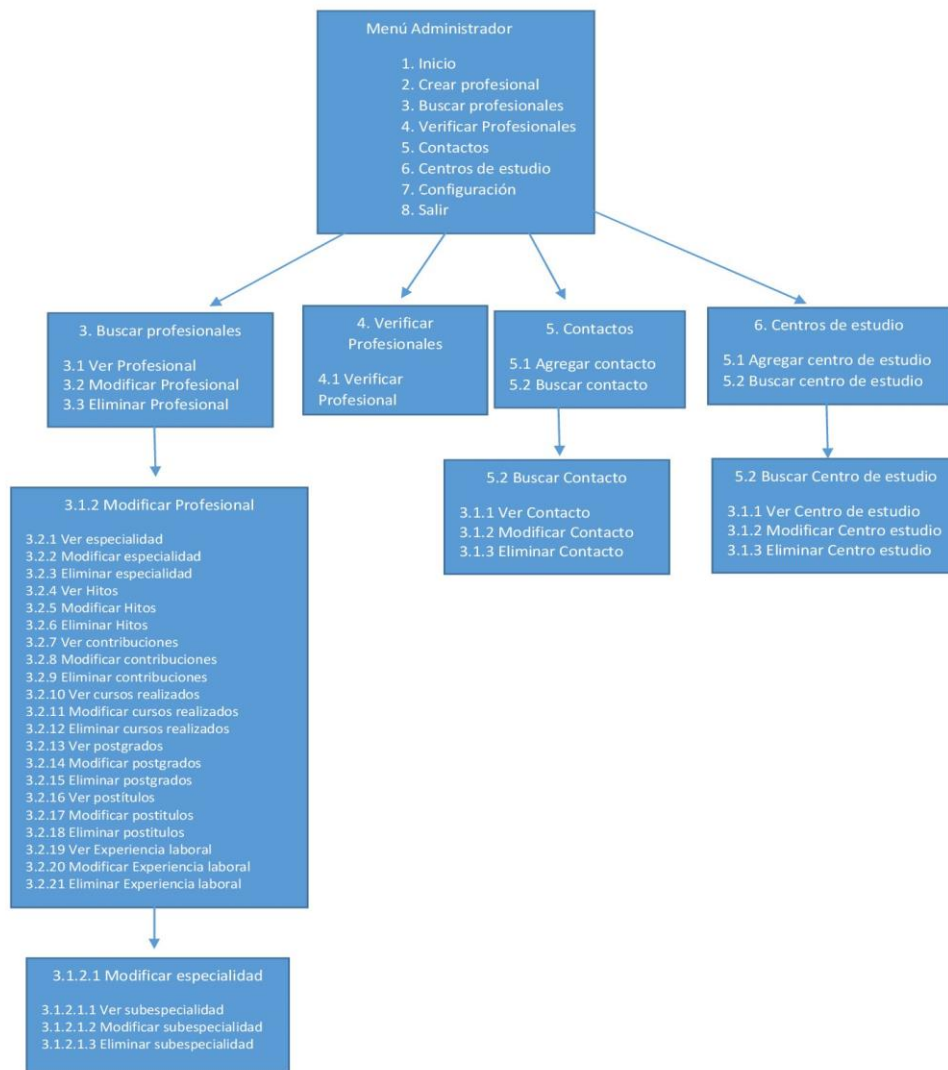 Menú Administrador
1. Inicio
2. Crear profesional
3. Buscar profesionales
4. Verificar Profesionales
5. Contactos
6. Centros de estudio
7. Configuración
8. Salir
3. Buscar profesionales
3.1 Ver Profesional
3.2 Modificar Profesional
3.3 Eliminar Profesional
4. Verificar
Profesionales
4.1 Verificar
Profesional
5. Contactos
5.1 Agregar contacto
5.2 Buscar contacto
6. Centros de estudio
5.1 Agregar centro de estudio
5.2 Buscar centro de estudio
3.1.2 Modificar Profesional
3.2.1 Ver especialidad
3.2.2 Modificar especialidad
3.2.3 Eliminar especialidad
3.2.4 Ver Hitos
3.2.5 Modificar Hitos
3.2.6 Eliminar Hitos
3.2.7 Ver contribuciones
3.2.8 Modificar contribuciones
3.2.9 Eliminar contribuciones
3.2.10 Ver cursos realizados
3.2.11 Modificar cursos realizados
3.2.12 Eliminar cursos realizados
3.2.13 Ver postgrados
3.2.14 Modificar postgrados
3.2.15 Eliminar postgrados
3.2.16 Ver postítulos
3.2.17 Modificar postitulos
3.2.18 Eliminar postitulos
3.2.19 Ver Experiencia laboral
3.2.20 Modificar Experiencia laboral
3.2.21 Eliminar Experiencia laboral
5.2 Buscar Contacto
3.1.1 Ver Contacto
3.1.2 Modificar Contacto
3.1.3 Eliminar Contacto
5.2 Buscar Centro de estudio
3.1.1 Ver Centro de estudio
3.1.2 Modificar Centro estudio
3.1.3 Eliminar Centro estudio
3.1.2.1 Modificar especialidad
3.1.2.1.1 Ver subespecialidad
3.1.2.1.2 Modificar subespecialidad
3.1.2.1.3 Eliminar subespecialidad